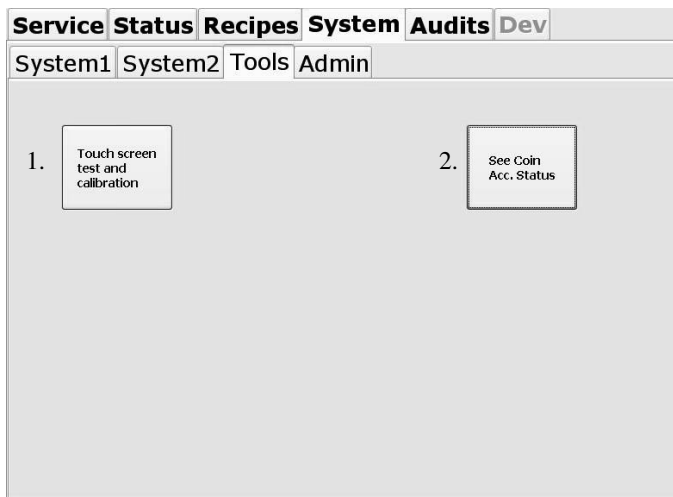 Service Status Recipes System Audits Dev
System1 System2 Tools Admin
1.
Touch screen
test and
calibration
2.
See Coin
Acc. Status